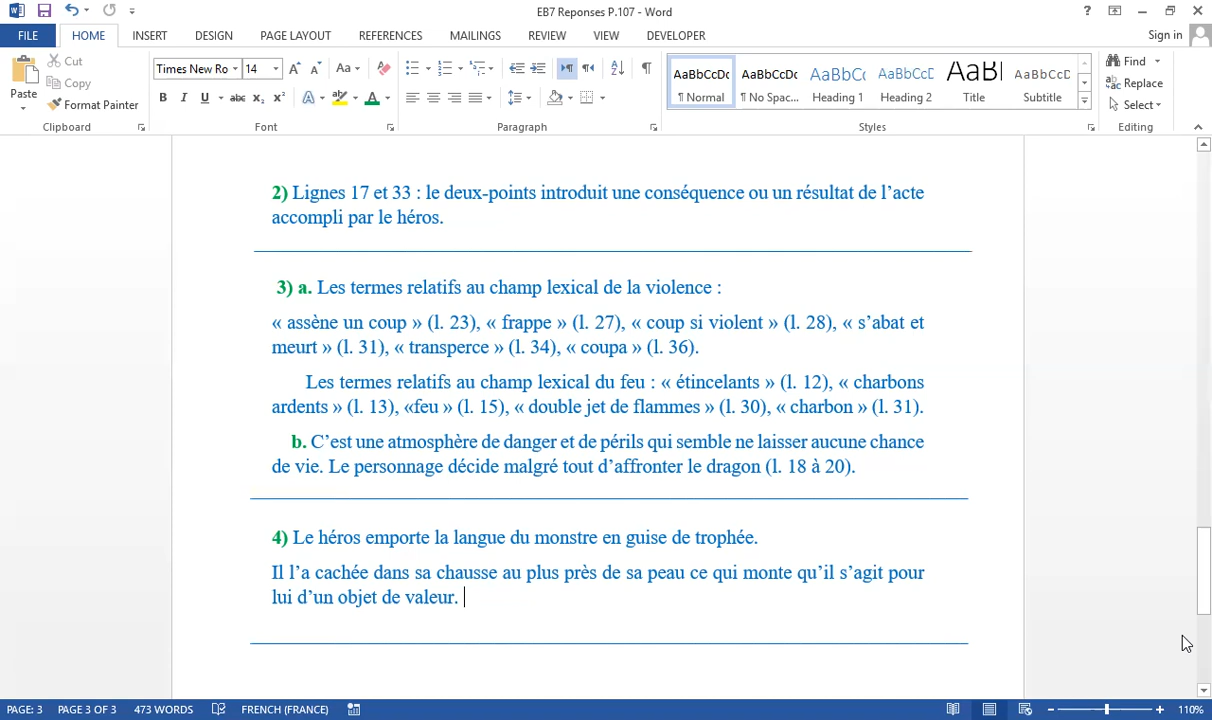 EB7 Reponses P.107 - Word
FILE HOME INSERT DESIGN PAGE LAYOUT REFERENCES MAILINGS REVIEW VIEW DEVELOPER Sign in
Paste
Cut
Copy
Format Painter
Clipboard
Times New Ro 14
Font
Paragraph
AaBbCcDc AaBbCcDc AaBbCc AaBbCcD AaBl AaBbCcD
¶ Normal ¶ No Spac... Heading 1 Heading 2 Title Subtitle
Styles
Find
Replace
Select
Editing
2) Lignes 17 et 33 : le deux-points introduit une conséquence ou un résultat de l’acte
accompli par le héros.
3) a. Les termes relatifs au champ lexical de la violence :
« assène un coup » (l. 23), « frappe » (l. 27), « coup si violent » (l. 28), « s’abat et
meurt » (l. 31), « transperce » (l. 34), « coupa » (l. 36).
Les termes relatifs au champ lexical du feu : « étincelants » (l. 12), « charbons
ardents » (l. 13), «feu » (l. 15), « double jet de flammes » (l. 30), « charbon » (l. 31).
b. C’est une atmosphère de danger et de périls qui semble ne laisser aucune chance
de vie. Le personnage décide malgré tout d’affronter le dragon (l. 18 à 20).
4) Le héros emporte la langue du monstre en guise de trophée.
Il l’a cachée dans sa chausse au plus près de sa peau ce qui monte qu’il s’agit pour
lui d’un objet de valeur.
PAGE: 3 PAGE 3 OF 3 473 WORDS FRENCH (FRANCE) 110%